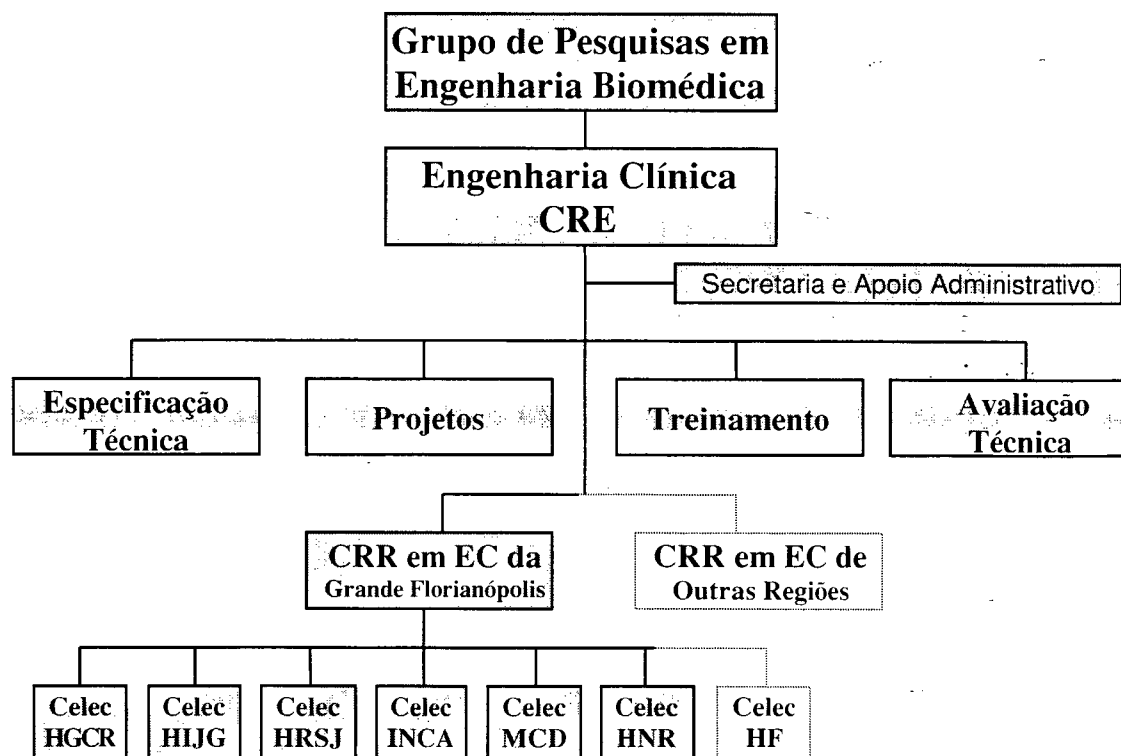 Grupo de Pesquisas em
Engenharia Biomédica
Engenharia Clínica
CRE
Secretaria e Apoio Administrativo
Especificação
Técnica
Projetos
Treinamento
Avaliação
Técnica
CRR em EC da
Grande Florianópolis
CRR em EC de
Outras Regiões
Celec
HGCR
Celec
HIJG
Celec
HRSJ
Celec
INCA
Celec
MCD
Celec
HNR
Celec
HF